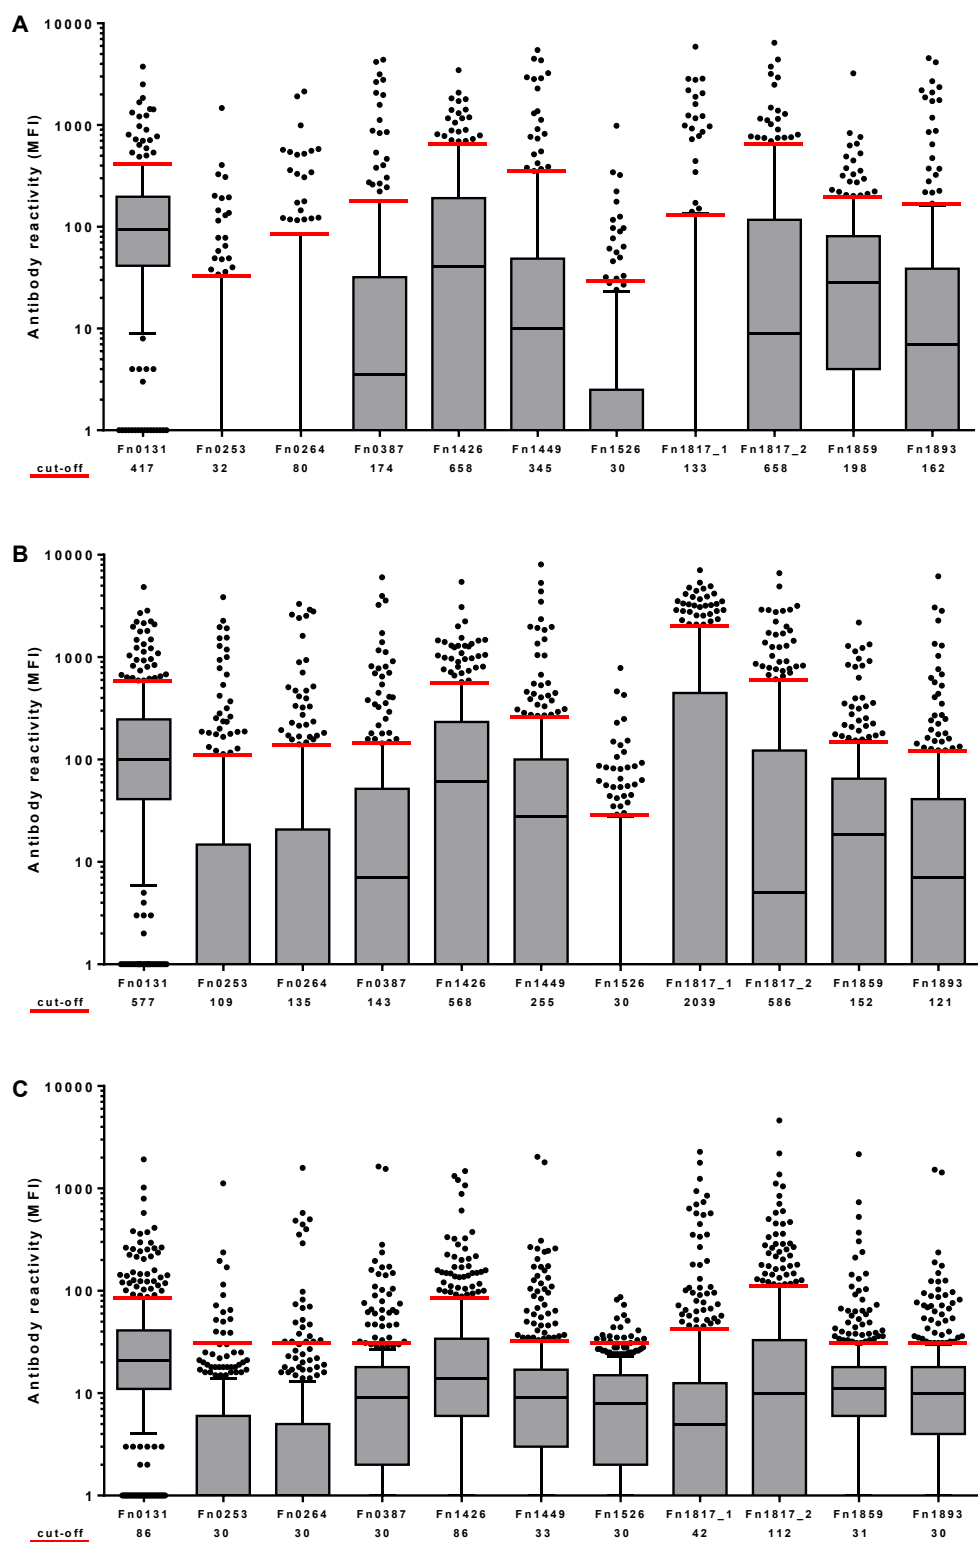 A
10000
1000
100
10
1
Antibody reactivity (MFI)
Fn0131 Fn0253 Fn0264 Fn0387 Fn1426 Fn1449 Fn1526 Fn1817_1 Fn1817_2 Fn1859 Fn1893
cut-off 417 32 80 174 658 345 30 133 658 198 162
B
10000
1000
100
10
1
Antibody reactivity (MFI)
Fn0131 Fn0253 Fn0264 Fn0387 Fn1426 Fn1449 Fn1526 Fn1817_1 Fn1817_2 Fn1859 Fn1893
cut-off 577 109 135 143 568 255 30 2039 586 152 121
C
10000
1000
100
10
1
Antibody reactivity (MFI)
Fn0131 Fn0253 Fn0264 Fn0387 Fn1426 Fn1449 Fn1526 Fn1817_1 Fn1817_2 Fn1859 Fn1893
cut-off 86 30 30 30 86 33 30 42 112 31 30